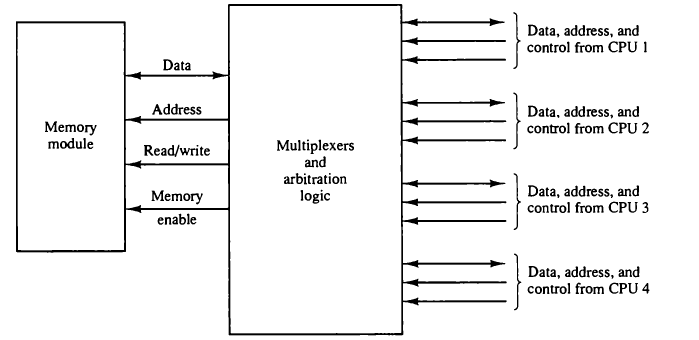 Memory
module
Data
Address
Read/write
Memory
enable
Multiplexers
and
arbitration
logic
Data, address, and
control from CPU 1
Data, address, and
control from CPU 2
Data, address, and
control from CPU 3
Data, address, and
control from CPU 4